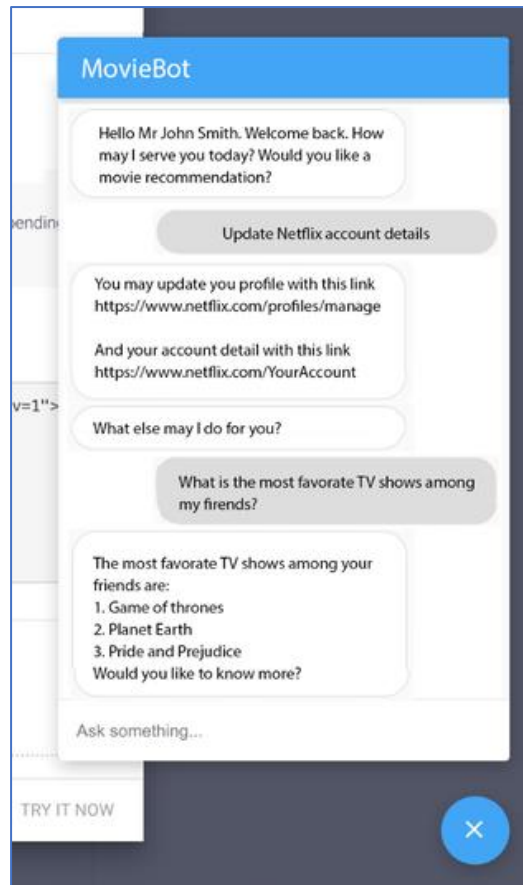 MovieBot
Hello Mr John Smith. Welcome back. How
may I serve you today? Would you like a
movie recommendation?
Update Netflix account details
You may update you profile with this link
https://www.netflix.com/profiles/manage
And your account detail with this link
https://www.netflix.com/YourAccount
What else may I do for you?
What is the most favorate TV shows among
my firends?
The most favorate TV shows among your
friends are:
1. Game of thrones
2. Planet Earth
3. Pride and Prejudice
Would you like to know more?
Ask something...
v=1">
TRY IT NOW